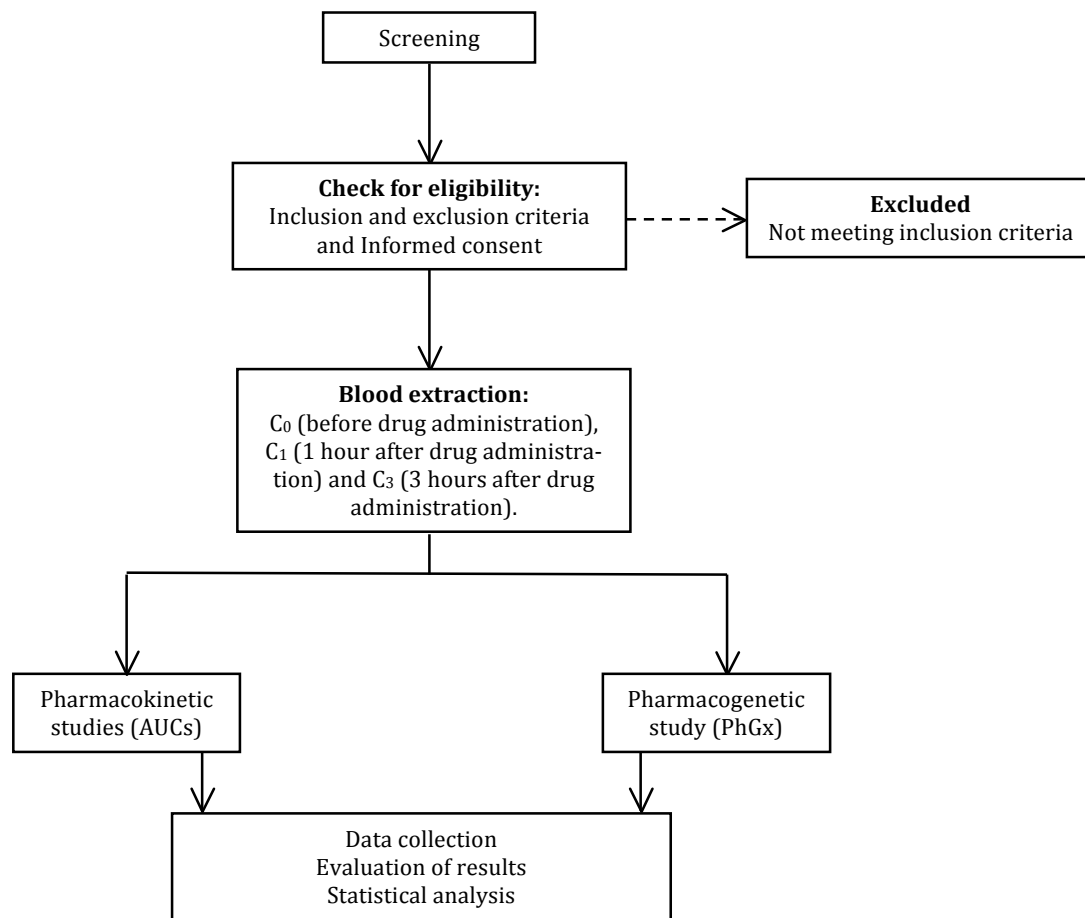 Screening
Check for eligibility:
Inclusion and exclusion criteria
and Informed consent
Excluded
Not meeting inclusion criteria
Blood extraction:
C₀ (before drug administration),
C₁ (1 hour after drug administra-
tion) and C₃ (3 hours after drug
administration).
Pharmacokinetic
studies (AUCs)
Pharmacogenetic
study (PhGx)
Data collection
Evaluation of results
Statistical analysis